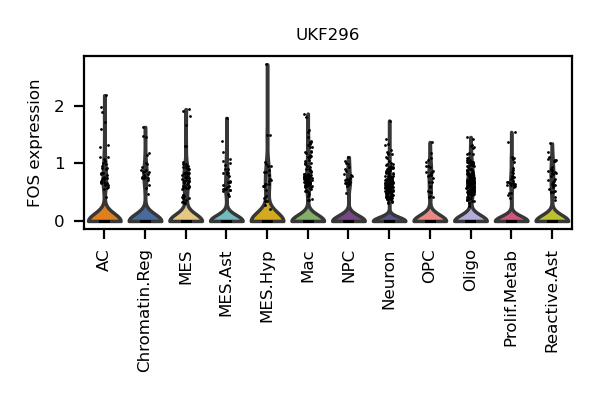 UKF296
FOS expression
2
1
0
AC
Chromatin.Reg
MES
MES.Ast
MES.Hyp
Mac
NPC
Neuron
OPC
Oligo
Prolif.Metab
Reactive.Ast